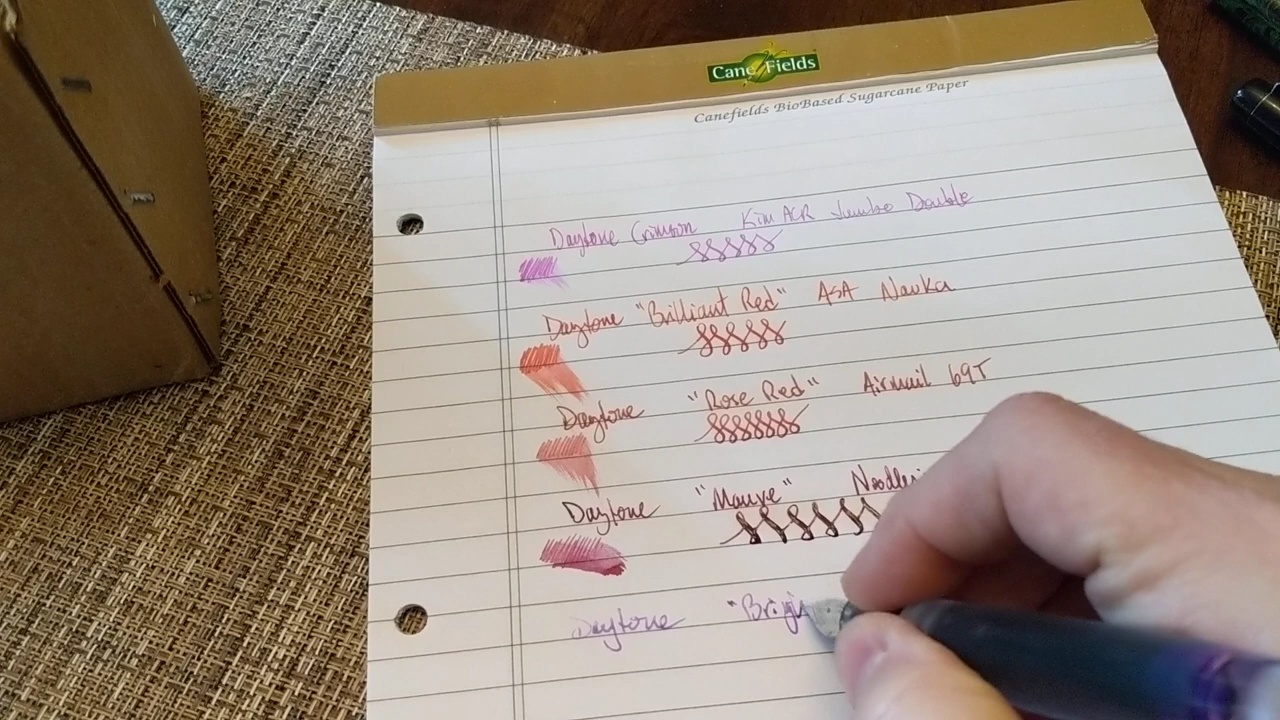 Cane Fields
Canefields BioBased Sugarcane Paper
Daytone Crimson Kim ACR Jumbo Double
Daytone "Brilliant Red" ASA Nauka
Daytone "Rose Red" Airmail 69T
Daytone "Mauve"
Daytone "Brigi